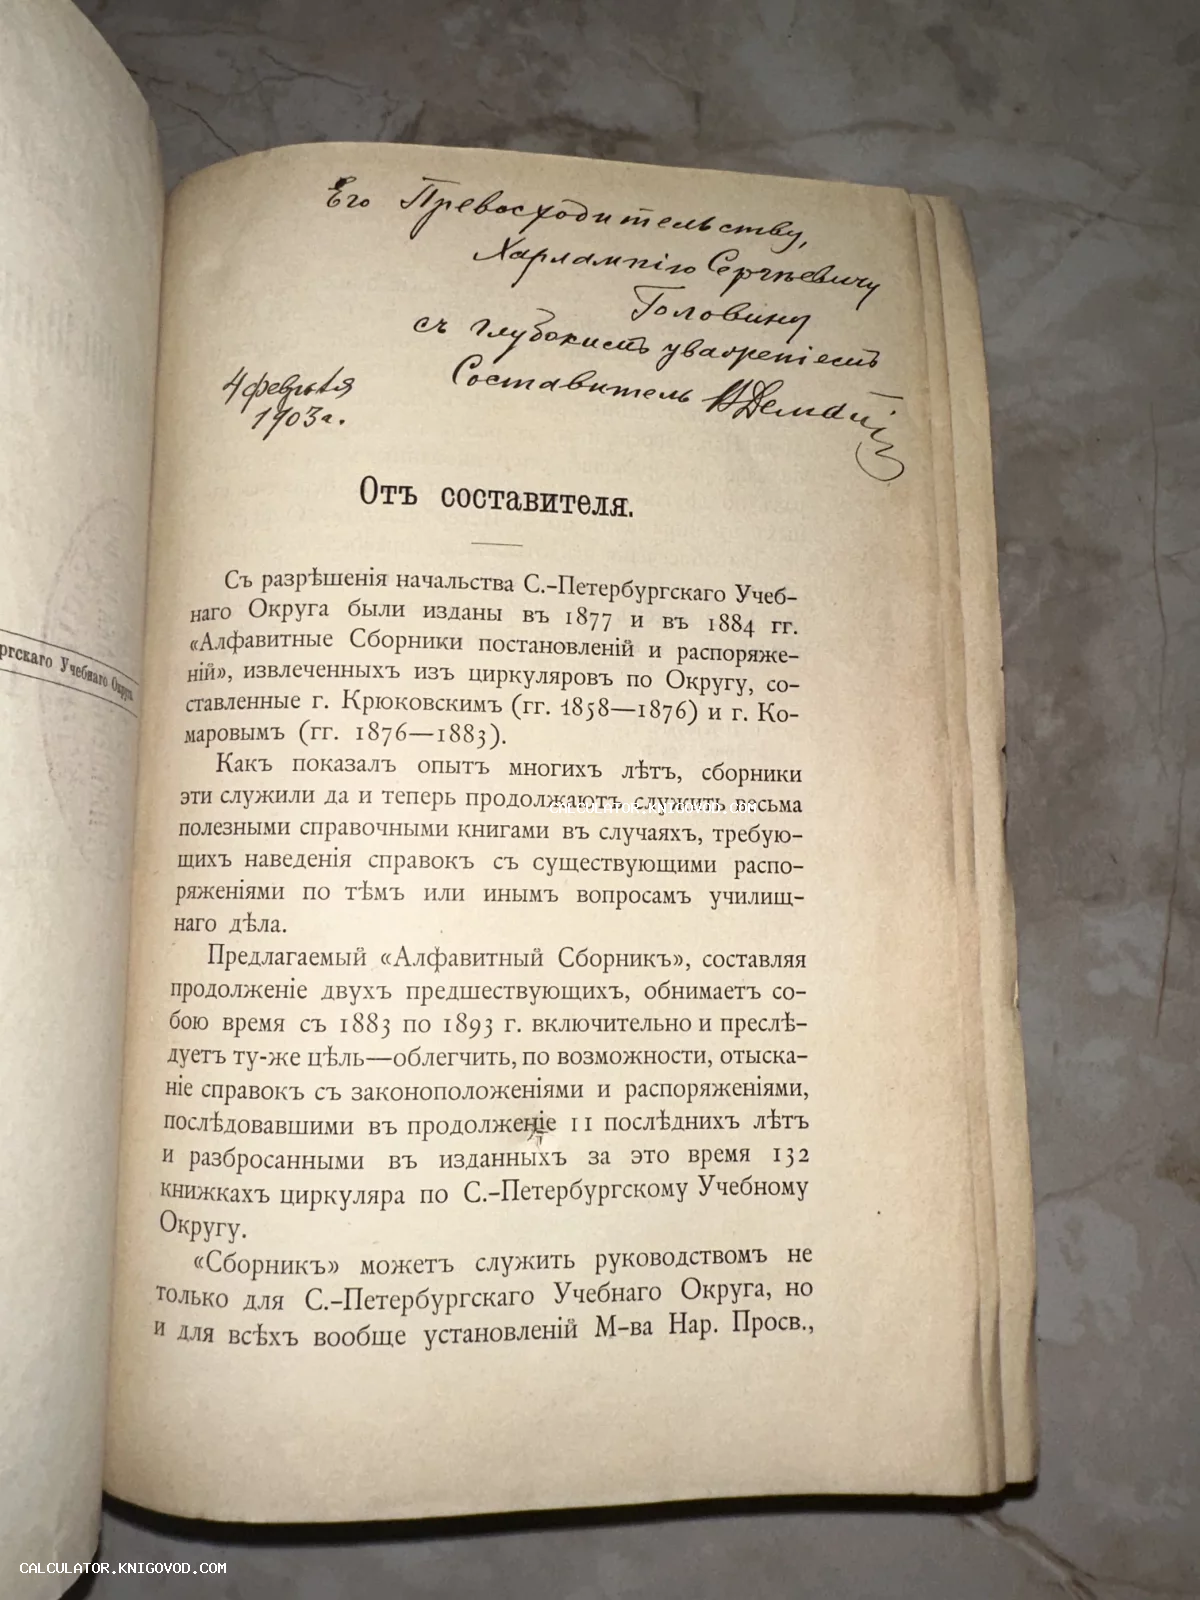 Его Превосходительству,
Харлампію Сергѣевичу
Головину
съ глубокимъ уваженіемъ
Составитель
4 февраля
1903 г.
Отъ составителя.
Съ разрѣшенія начальства С.-Петербургскаго Учеб-
наго Округа были изданы въ 1877 и въ 1884 гг.
«Алфавитные Сборники постановленій и распоряже-
ній», извлеченныхъ изъ циркуляровъ по Округу, со-
ставленные г. Крюковскимъ (гг. 1858—1876) и г. Ко-
маровымъ (гг. 1876—1883).
Какъ показалъ опытъ многихъ лѣтъ, сборники
эти служили да и теперь продолжаютъ служить весьма
полезными справочными книгами въ случаяхъ, требую-
щихъ наведенія справокъ съ существующими распо-
ряженіями по тѣмъ или инымъ вопросамъ училищ-
наго дѣла.
Предлагаемый «Алфавитный Сборникъ», составляя
продолженіе двухъ предшествующихъ, обнимаетъ со-
бою время съ 1883 по 1893 г. включительно и преслѣ-
дуетъ ту-же цѣль—облегчить, по возможности, отыска-
ніе справокъ съ законоположеніями и распоряженіями,
послѣдовавшими въ продолженіе 11 послѣднихъ лѣтъ
и разбросанными въ изданныхъ за это время 132
книжкахъ циркуляра по С.-Петербургскому Учебному
Округу.
«Сборникъ» можетъ служить руководствомъ не
только для С.-Петербургскаго Учебнаго Округа, но
и для всѣхъ вообще установленій М-ва Нар. Просв.,
ргскаго Учебнаго Округа.
CALCULATOR.KNIGOVOD.COM
CALCULATOR.KNIGOVOD.COM